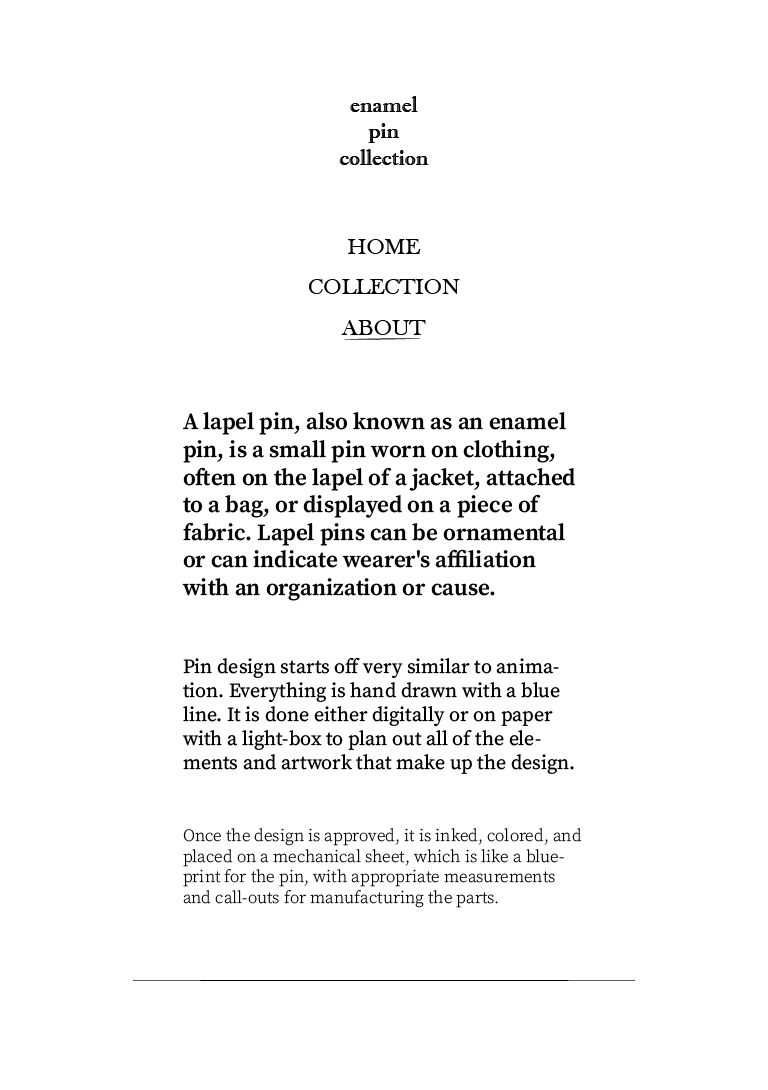 enamel
pin
collection
HOME
COLLECTION
ABOUT
A lapel pin, also known as an enamel
pin, is a small pin worn on clothing,
often on the lapel of a jacket, attached
to a bag, or displayed on a piece of
fabric. Lapel pins can be ornamental
or can indicate wearer's affiliation
with an organization or cause.
Pin design starts off very similar to anima-
tion. Everything is hand drawn with a blue
line. It is done either digitally or on paper
with a light-box to plan out all of the ele-
ments and artwork that make up the design.
Once the design is approved, it is inked, colored, and
placed on a mechanical sheet, which is like a blue-
print for the pin, with appropriate measurements
and call-outs for manufacturing the parts.